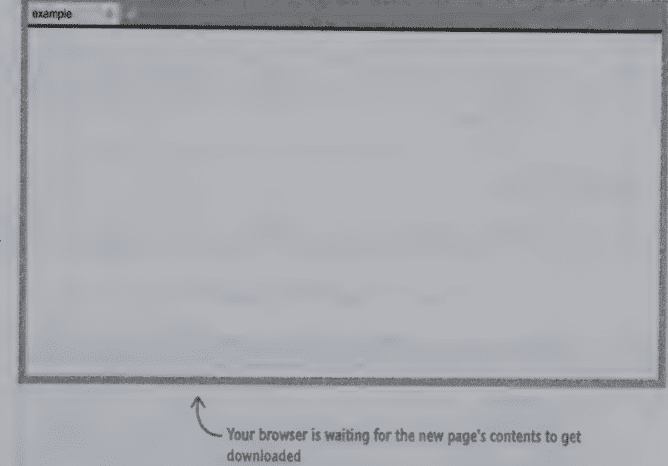 example
Your browser is waiting for the new page's contents to get
downloaded